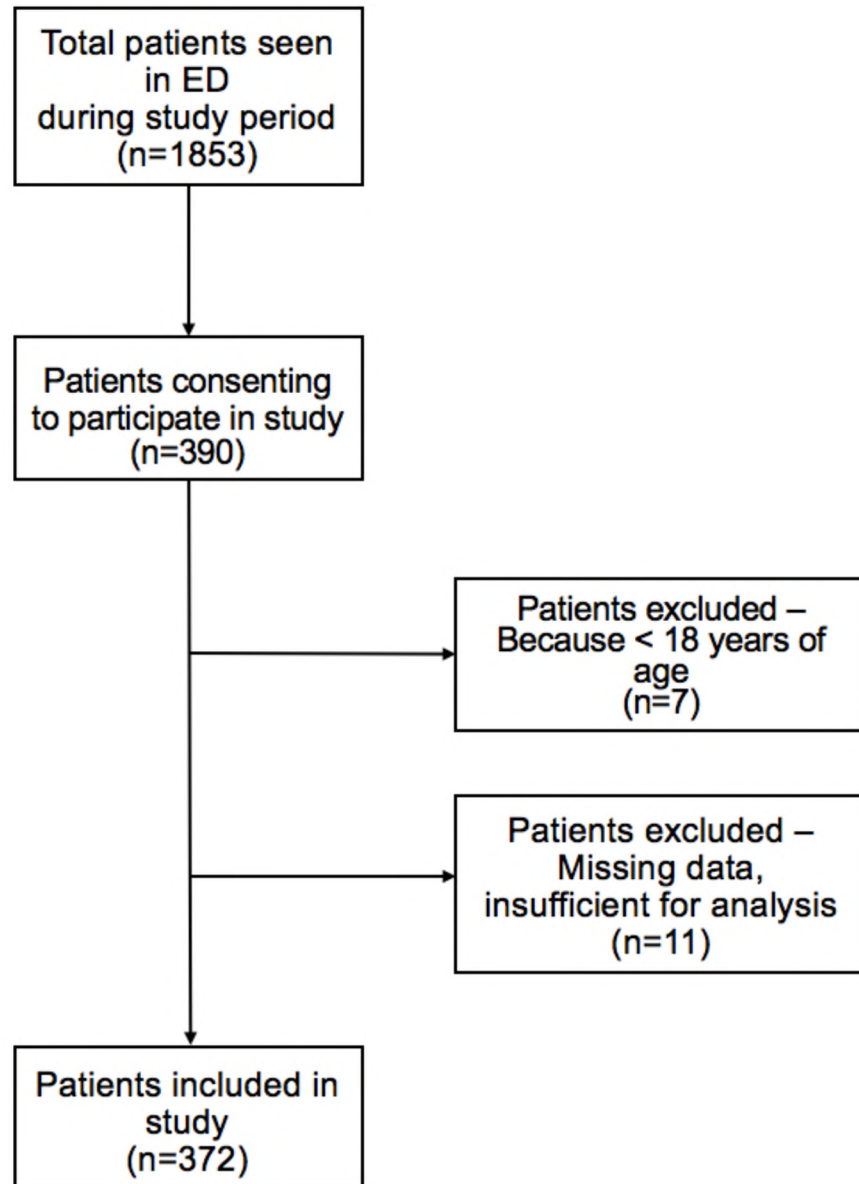 Total patients seen
in ED
during study period
(n=1853)
Patients consenting
to participate in study
(n=390)
Patients excluded –
Because < 18 years of
age
(n=7)
Patients excluded –
Missing data,
insufficient for analysis
(n=11)
Patients included in
study
(n=372)